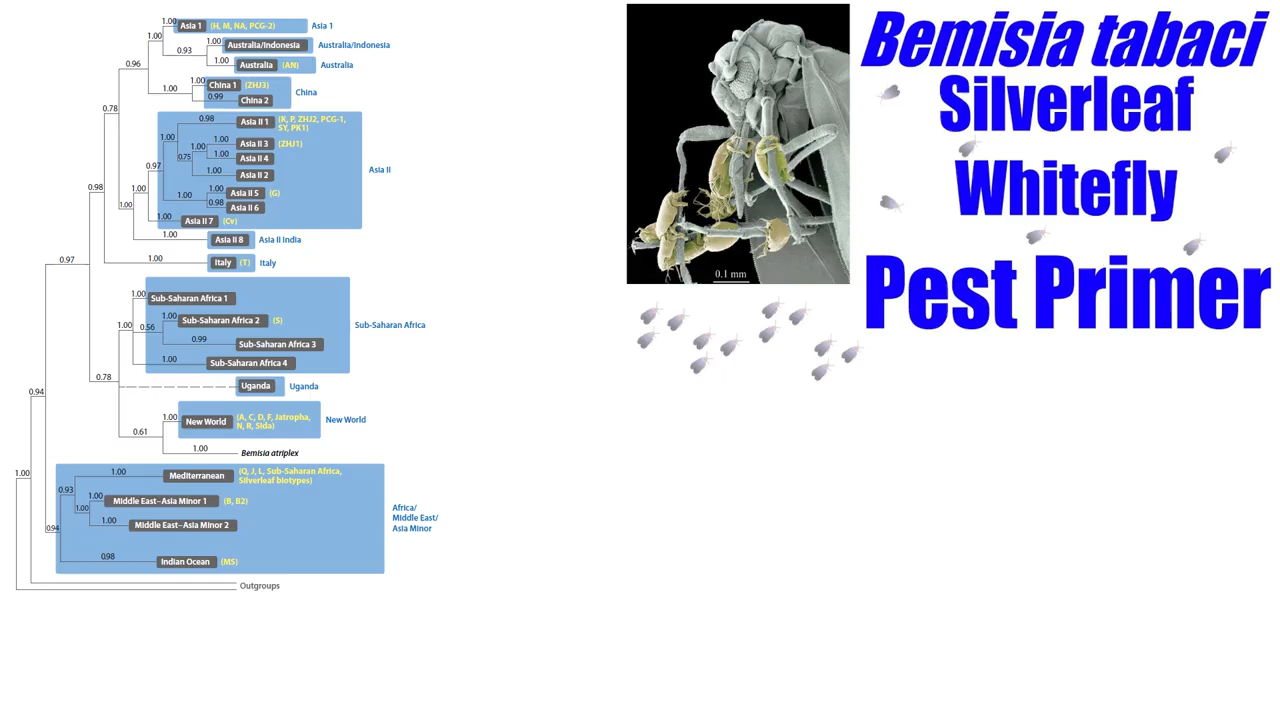 1.00
Asia 1 (H, M, NA, PCG-2) Asia 1
1.00
1.00
Australia/Indonesia Australia/Indonesia
0.93
1.00
Australia (AN) Australia
0.96
1.00
China 1 (ZHJ3)
1.00
0.99
China 2
China
0.78
0.98
Asia II 1 (K, P, ZHJ2, PCG-1,
SY, PK1)
1.00
1.00
Asia II 3 (ZHJ1)
1.00
0.75
1.00
Asia II 4
0.97
1.00
Asia II 2
Asia II
0.98
1.00
1.00
1.00
Asia II 5 (G)
0.98
Asia II 6
1.00
1.00
Asia II 7 (Cv)
1.00
Asia II 8 Asia II India
0.97
1.00
Italy (T) Italy
1.00
Sub-Saharan Africa 1
1.00
0.56
1.00
Sub-Saharan Africa 2 (S)
Sub-Saharan Africa
0.99
Sub-Saharan Africa 3
1.00
Sub-Saharan Africa 4
0.78
Uganda Uganda
0.94
1.00
New World (A, C, D, F, Jatropha,
N, R, Sida)
New World
0.61
1.00
Bemisia atriplex
1.00
1.00
Mediterranean (Q, J, L, Sub-Saharan Africa,
Silverleaf biotypes)
0.93
1.00
Middle East–Asia Minor 1 (B, B2)
1.00
1.00
Middle East–Asia Minor 2
Africa/
Middle East/
Asia Minor
0.94
0.98
Indian Ocean (MS)
Outgroups
0.1 mm
Bemisia tabaci
Silverleaf
Whitefly
Pest Primer